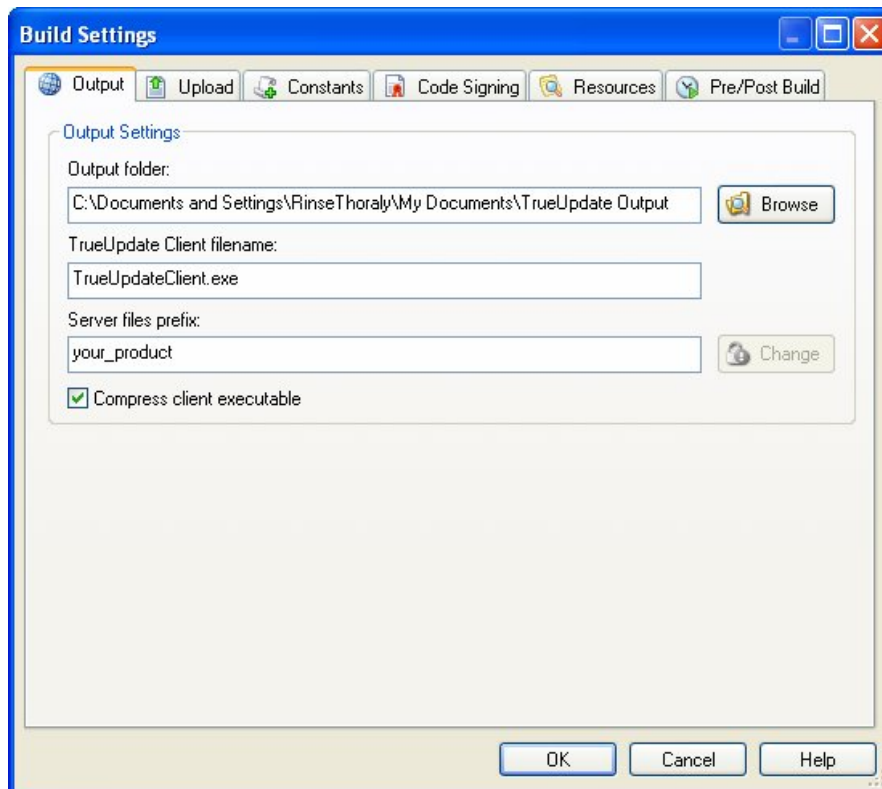 Build Settings
Output Upload Constants Code Signing Resources Pre/Post Build
Output Settings
Output folder:
C:\Documents and Settings\RinseThoraly\My Documents\TrueUpdate Output Browse
TrueUpdate Client filename:
TrueUpdateClient.exe
Server files prefix:
your_product Change
Compress client executable
OK Cancel Help